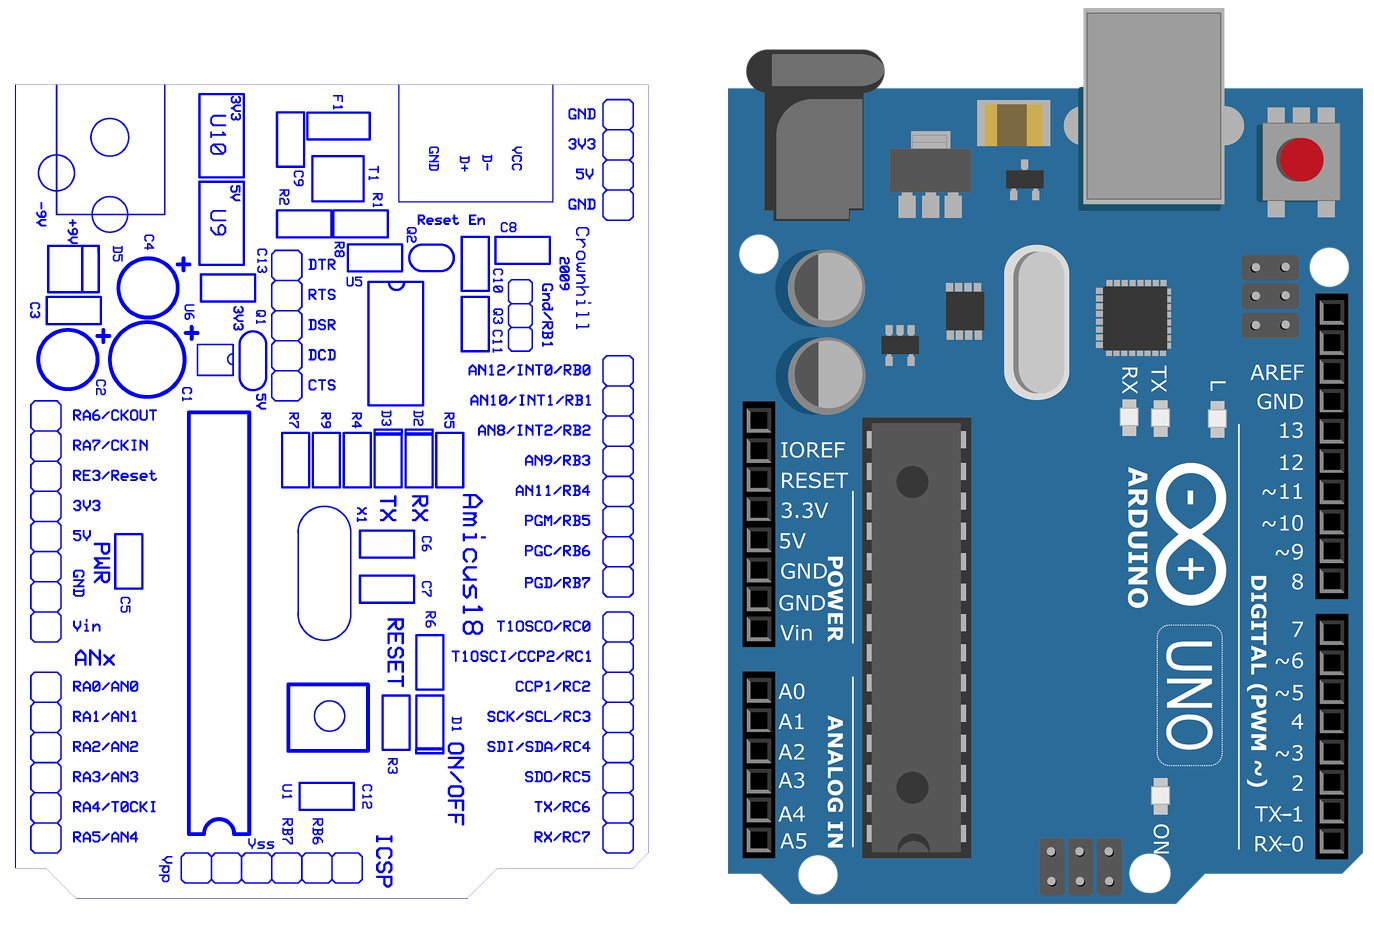 3V3
U10
F1
C9
T1
GND
D+
D-
VCC
GND
3V3
5V
GND
-9V
+9V
D5
C4
5V
U9
R2
R1
Reset En
C13
DTR
R8
Q2
C8
U5
C10
Crownhill
2009
C3
U6
3V3
Q1
RTS
DSR
DCD
CTS
Q3
C11
Gnd/RB1
C2
C1
5V
AN12/INT0/RB0
AN10/INT1/RB1
AN8/INT2/RB2
AN9/RB3
AN11/RB4
PGM/RB5
PGC/RB6
PGD/RB7
RA6/CKOUT
RA7/CKIN
RE3/Reset
3V3
5V
GND
Vin
PWR
C5
R7
R9
R4
D3
D2
R5
X1
TX
RX
C6
C7
Amicus18
R6
RESET
T1OSCO/RC0
T1OSCI/CCP2/RC1
CCP1/RC2
SCK/SCL/RC3
SDI/SDA/RC4
SDO/RC5
TX/RC6
RX/RC7
ANx
RA0/AN0
RA1/AN1
RA2/AN2
RA3/AN3
RA4/T0CKI
RA5/AN4
R3
D1
ON/OFF
U1
C12
RB7
RB6
Vss
Vpp
ICSP
RX
TX
L
AREF
GND
13
12
~11
~10
~9
8
7
~6
~5
4
~3
2
TX-1
RX-0
DIGITAL (PWM ~)
IOREF
RESET
3.3V
5V
GND
GND
Vin
POWER
A0
A1
A2
A3
A4
A5
ANALOG IN
- +
ARDUINO
UNO
ON